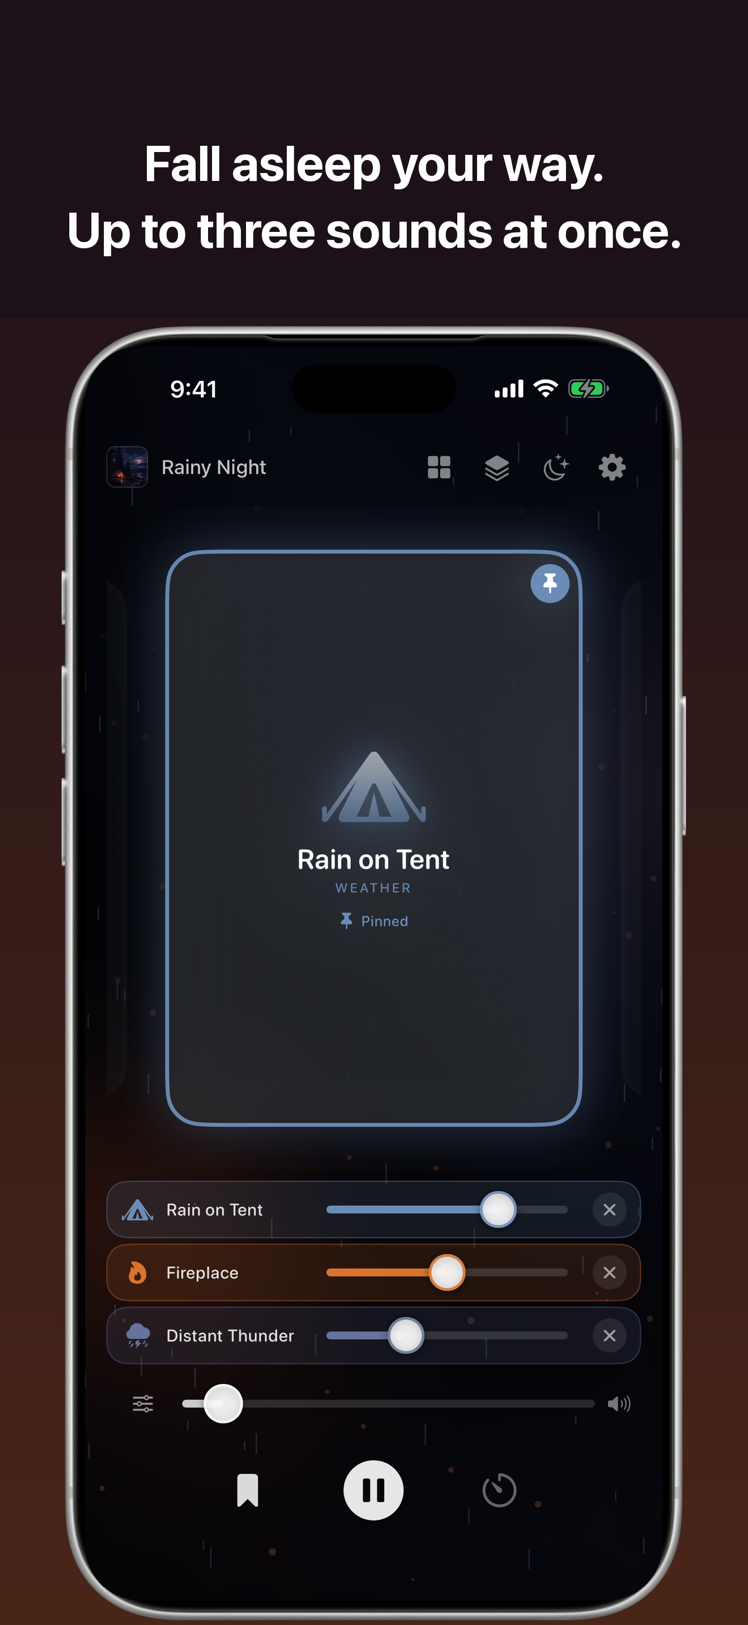 Fall asleep your way.
Up to three sounds at once.
9:41
Rainy Night
Rain on Tent
WEATHER
Pinned
Rain on Tent
Fireplace
Distant Thunder